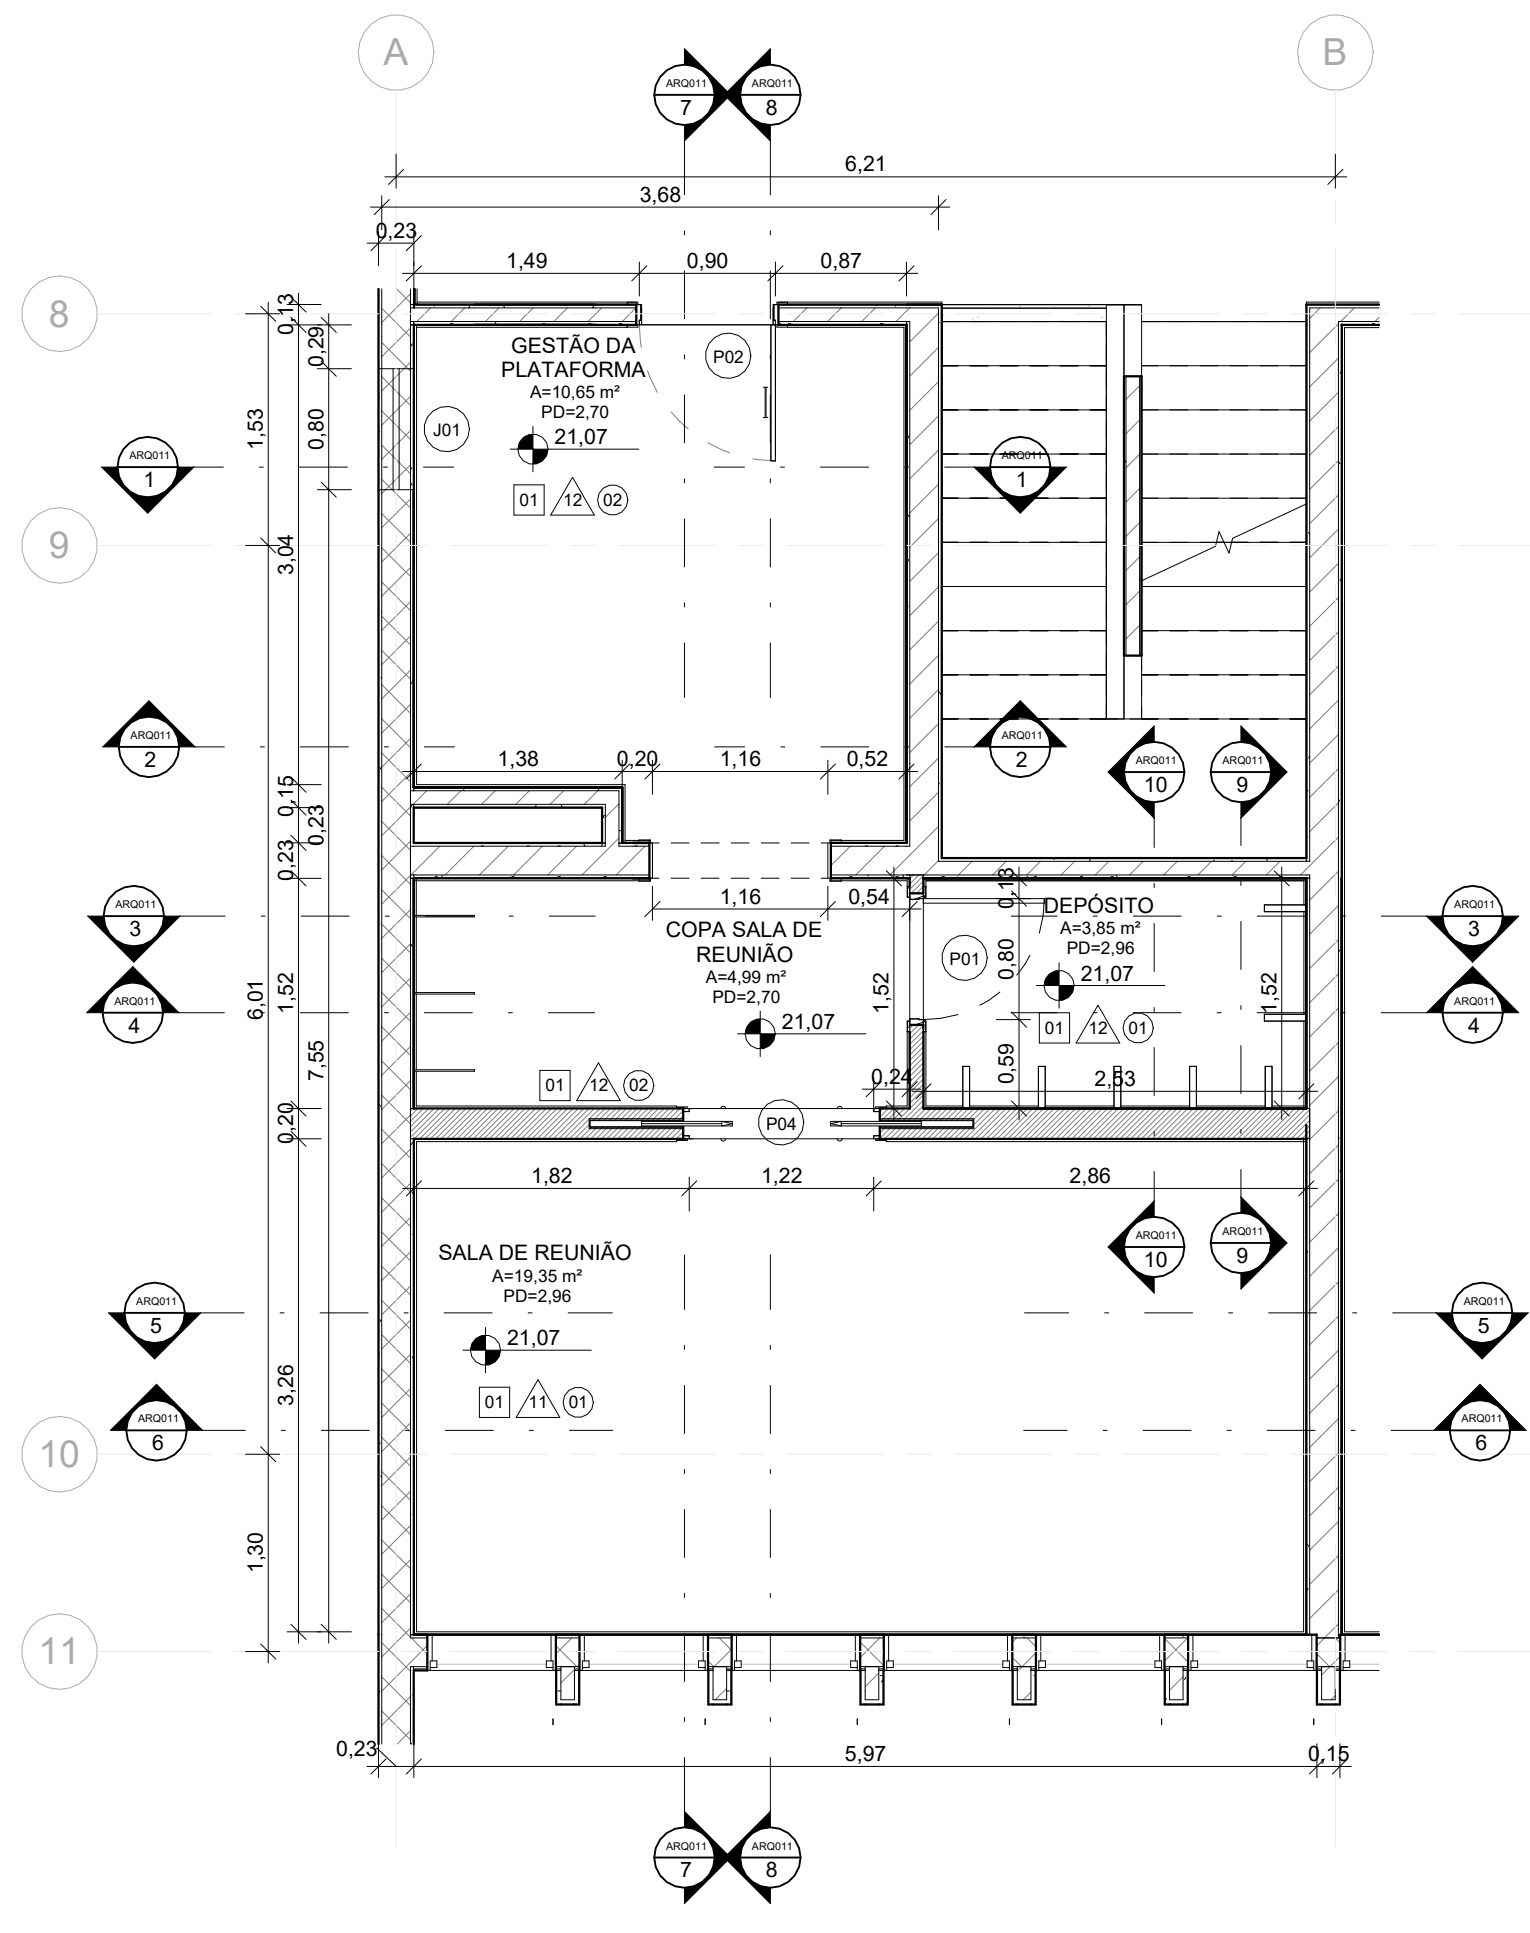 A
B
ARQ011
7
ARQ011
8
6,21
3,68
0,23
1,49
0,90
0,87
8
0,13
0,29
GESTÃO DA
PLATAFORMA
A=10,65 m²
PD=2,70
21,07
P02
J01
01
12
02
1,53
0,80
ARQ011
1
ARQ011
1
9
3,04
ARQ011
2
ARQ011
2
ARQ011
10
ARQ011
9
1,38
0,20
1,16
0,52
0,15
0,23
0,23
1,16
0,54
0,13
ARQ011
3
ARQ011
3
COPA SALA DE
REUNIÃO
A=4,99 m²
PD=2,70
21,07
01
12
02
DEPÓSITO
A=3,85 m²
PD=2,96
21,07
01
12
01
P01
0,80
1,52
1,52
ARQ011
4
ARQ011
4
6,01
1,52
7,55
0,59
0,24
2,53
0,20
P04
1,82
1,22
2,86
ARQ011
10
ARQ011
9
SALA DE REUNIÃO
A=19,35 m²
PD=2,96
21,07
01
11
01
ARQ011
5
ARQ011
5
3,26
ARQ011
6
ARQ011
6
10
1,30
11
0,23
5,97
0,15
ARQ011
7
ARQ011
8